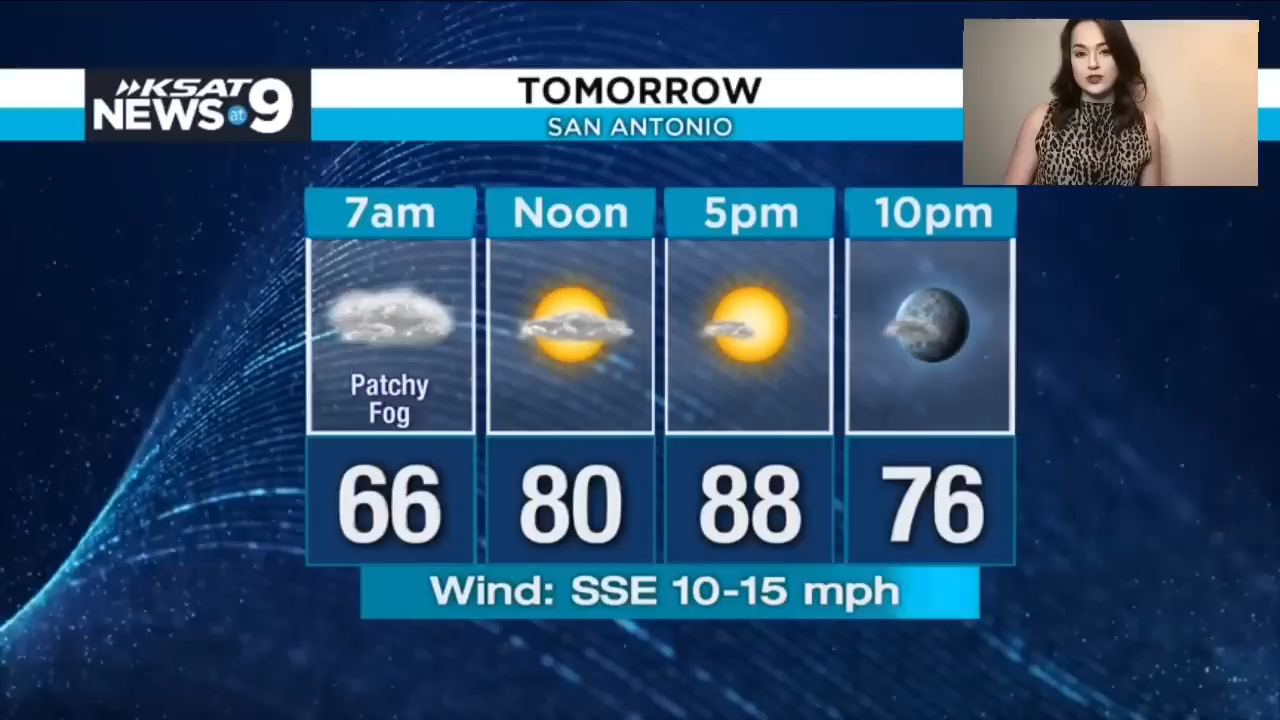 KSAT
NEWS at 9
TOMORROW
SAN ANTONIO
7am
Noon
5pm
10pm
Patchy
Fog
66
80
88
76
Wind: SSE 10-15 mph